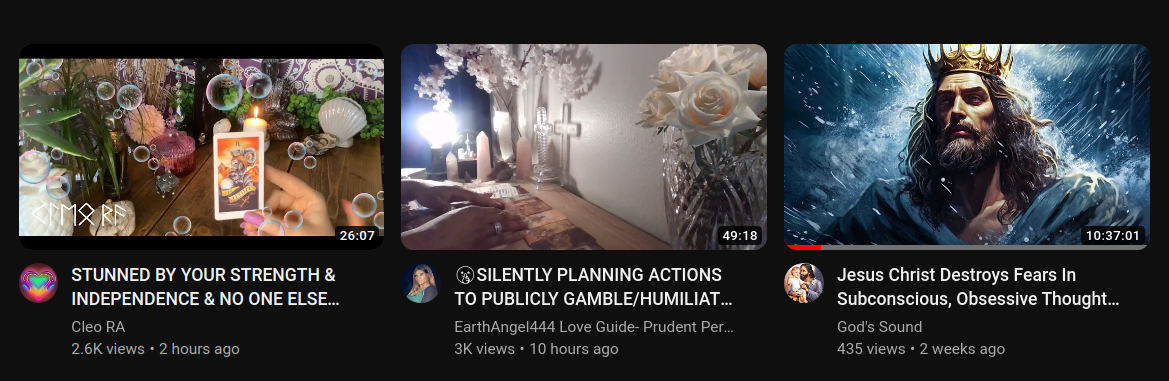 CLEO RA
26:07
49:18
10:37:01
STUNNED BY YOUR STRENGTH &
INDEPENDENCE & NO ONE ELSE…
Cleo RA
2.6K views • 2 hours ago
SILENTLY PLANNING ACTIONS
TO PUBLICLY GAMBLE/HUMILIAT…
EarthAngel444 Love Guide- Prudent Per…
3K views • 10 hours ago
Jesus Christ Destroys Fears In
Subconscious, Obsessive Thought…
God's Sound
435 views • 2 weeks ago